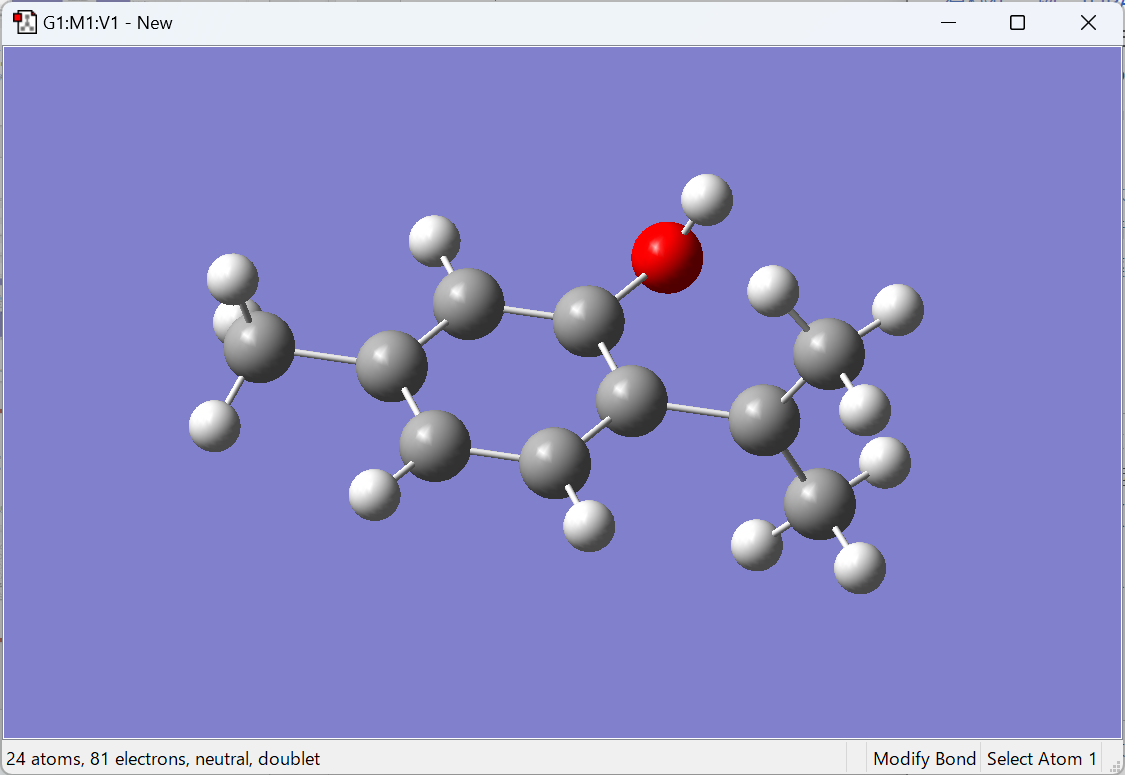 G1:M1:V1 - New
24 atoms, 81 electrons, neutral, doublet
Modify Bond
Select Atom 1